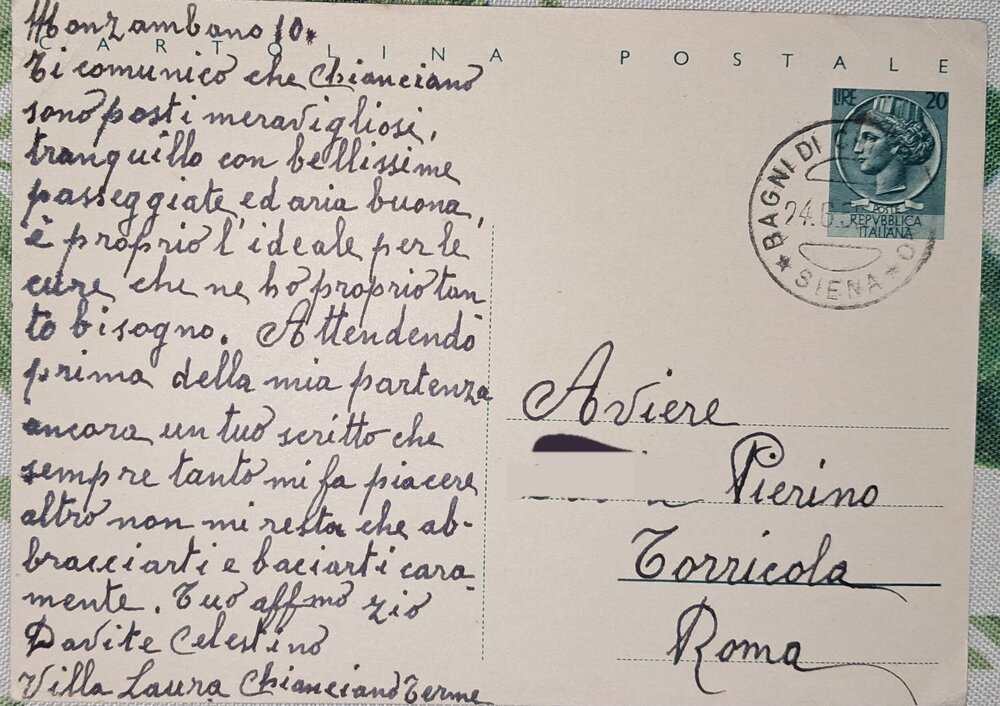 Monzambano 10.
CARTOLINA POSTALE
Ti comunico che Chianciano
sono posti meravigliosi,
tranquillo con bellissime
passeggiate ed aria buona,
è proprio l'ideale per le
cure che ne ho proprio tan
to bisogno. Attendendo
prima della mia partenza
ancora un tuo scritto che
sempre tanto mi fa piacere
altro non mi resta che ab-
bracciarti e baciarti cara-
mente. Tuo affmo zio
Davite Celestino
Villa Laura Chianciano Terme
LIRE 20
POSTE
REPVBBLICA
ITALIANA
BAGNI DI
24.6.5
SIENA
Aviere
Pierino
Torricola
Roma